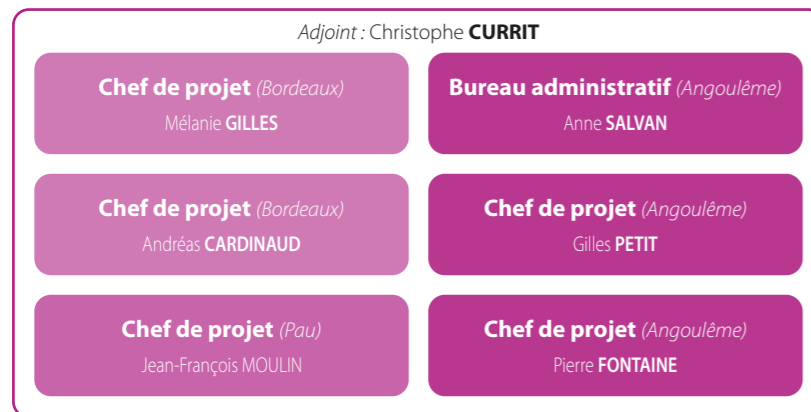 Adjoint : Christophe CURRIT
Chef de projet (Bordeaux)
Mélanie GILLES
Bureau administratif (Angoulême)
Anne SALVAN
Chef de projet (Bordeaux)
Andréas CARDINAUD
Chef de projet (Angoulême)
Gilles PETIT
Chef de projet (Pau)
Jean-François MOULIN
Chef de projet (Angoulême)
Pierre FONTAINE